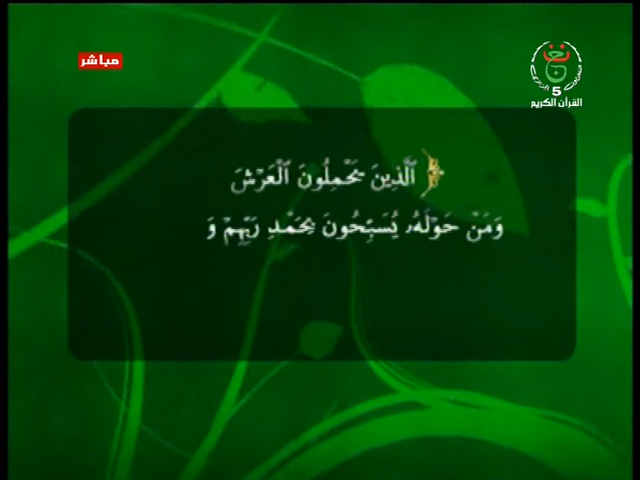 مباشر
5
القرآن الكريم
ٱلَّذِينَ يَحْمِلُونَ ٱلْعَرْشَ
وَمَنْ حَوْلَهُۥ يُسَبِّحُونَ بِحَمْدِ رَبِّهِمْ وَ